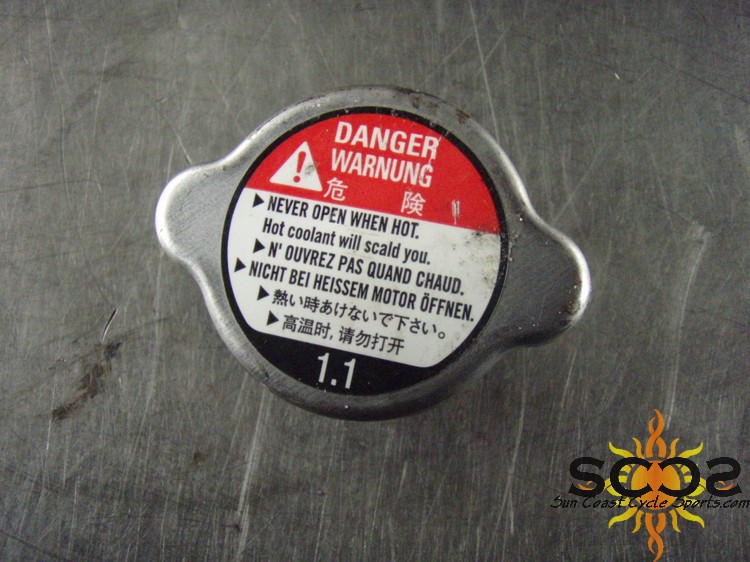 DANGER
WARNUNG
危 険
▶ NEVER OPEN WHEN HOT.
Hot coolant will scald you.
▶ N' OUVREZ PAS QUAND CHAUD.
▶ NICHT BEI HEISSEM MOTOR ÖFFNEN.
▶ 熱い時あけないで下さい。
▶ 高温时, 请勿打开
1.1
SCCS
Sun Coast Cycle Sports.com